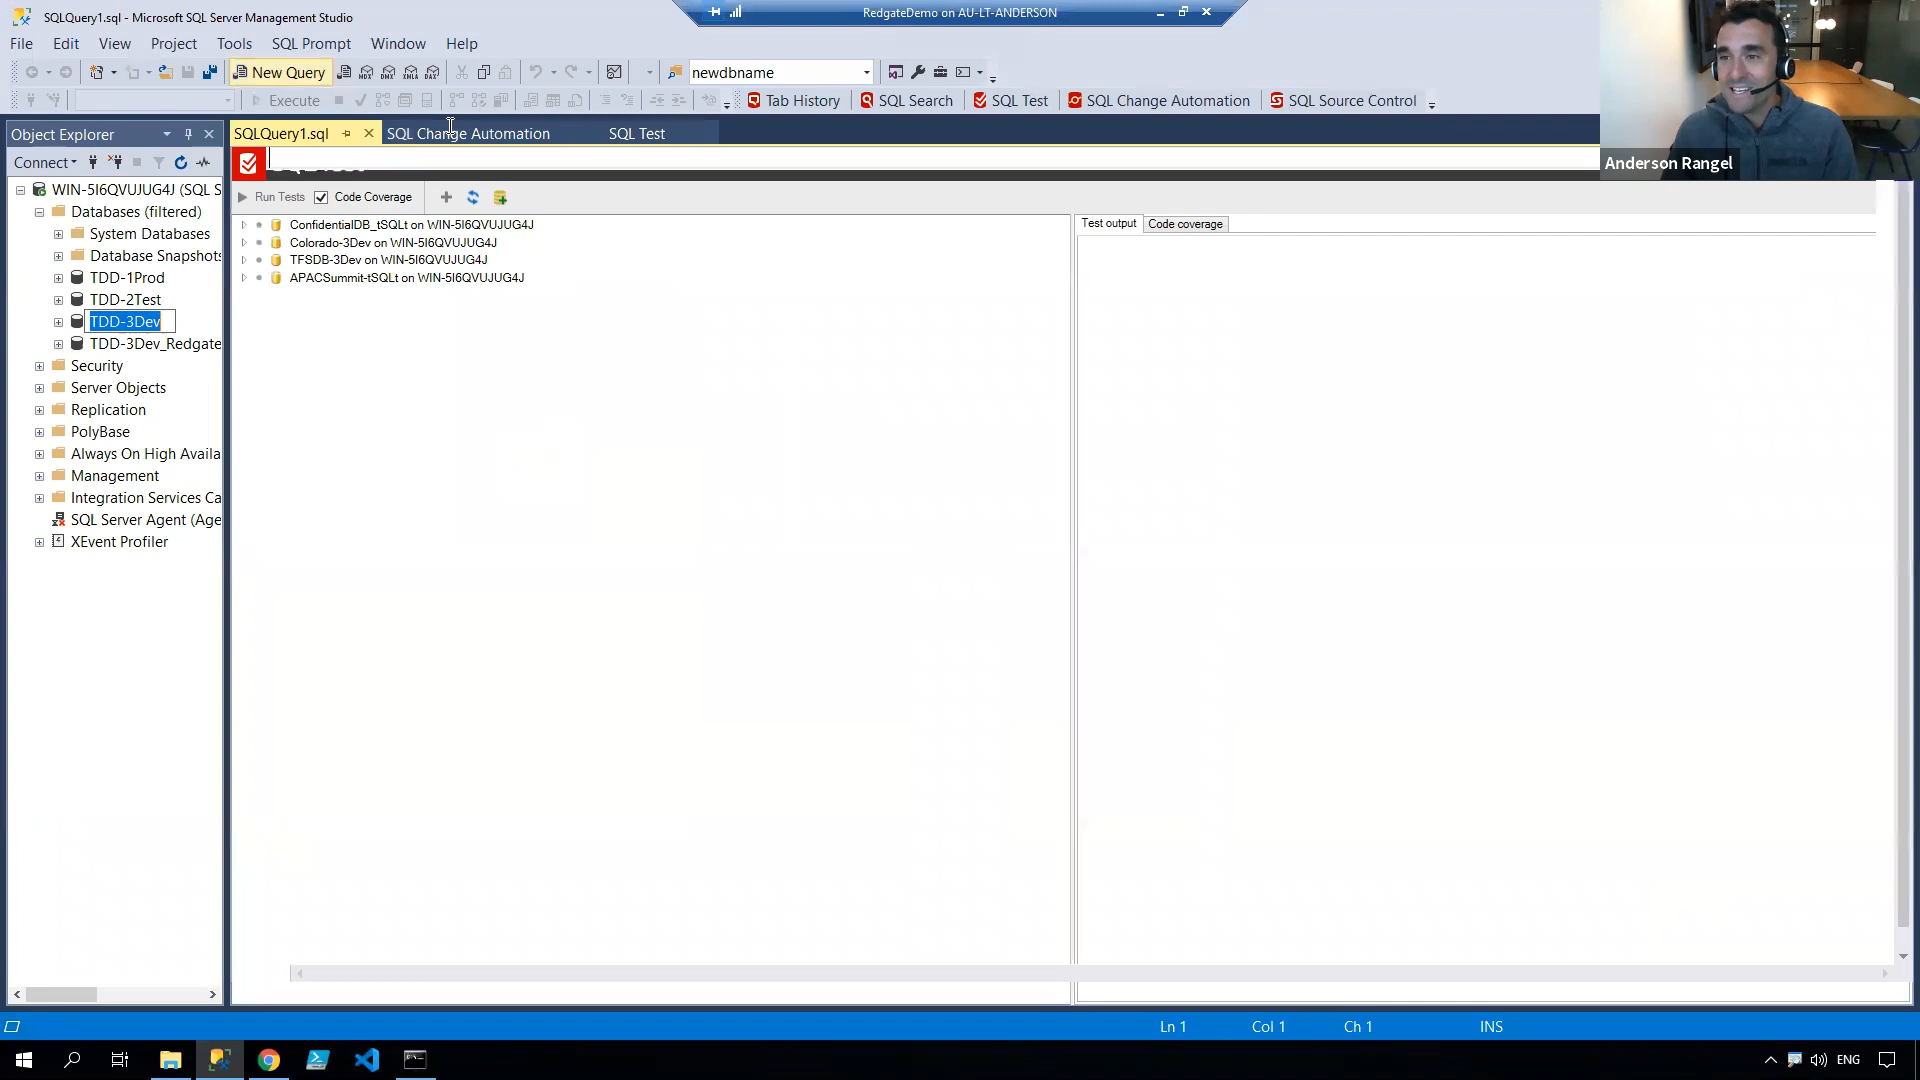 SQLQuery1.sql - Microsoft SQL Server Management Studio
RedgateDemo on AU-LT-ANDERSON
File Edit View Project Tools SQL Prompt Window Help
New Query MDX DMX XMLA DAX newdbname
Execute Tab History SQL Search SQL Test SQL Change Automation SQL Source Control
Anderson Rangel
Object Explorer
SQLQuery1.sql SQL Change Automation SQL Test
Connect
WIN-5I6QVUJUG4J (SQL S
Databases (filtered)
System Databases
Database Snapshots
TDD-1Prod
TDD-2Test
TDD-3Dev
TDD-3Dev_Redgate
Security
Server Objects
Replication
PolyBase
Always On High Availa
Management
Integration Services Ca
SQL Server Agent (Age
XEvent Profiler
Run Tests Code Coverage
ConfidentialDB_tSQLt on WIN-5I6QVUJUG4J
Colorado-3Dev on WIN-5I6QVUJUG4J
TFSDB-3Dev on WIN-5I6QVUJUG4J
APACSummit-tSQLt on WIN-5I6QVUJUG4J
Test output Code coverage
Ln 1 Col 1 Ch 1 INS
ENG